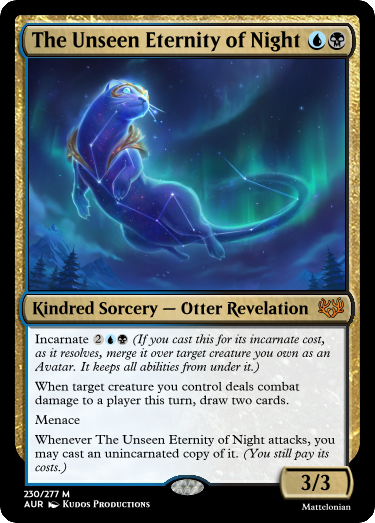 The Unseen Eternity of Night
Kindred Sorcery — Otter Revelation
Incarnate 2 (If you cast this for its incarnate cost,
as it resolves, merge it over target creature you own as an
Avatar. It keeps all abilities from under it.)
When target creature you control deals combat
damage to a player this turn, draw two cards.
Menace
Whenever The Unseen Eternity of Night attacks, you
may cast an unincarnated copy of it. (You still pay its
costs.)
3/3
230/277 M
AUR Kudos Productions
Mattelonian